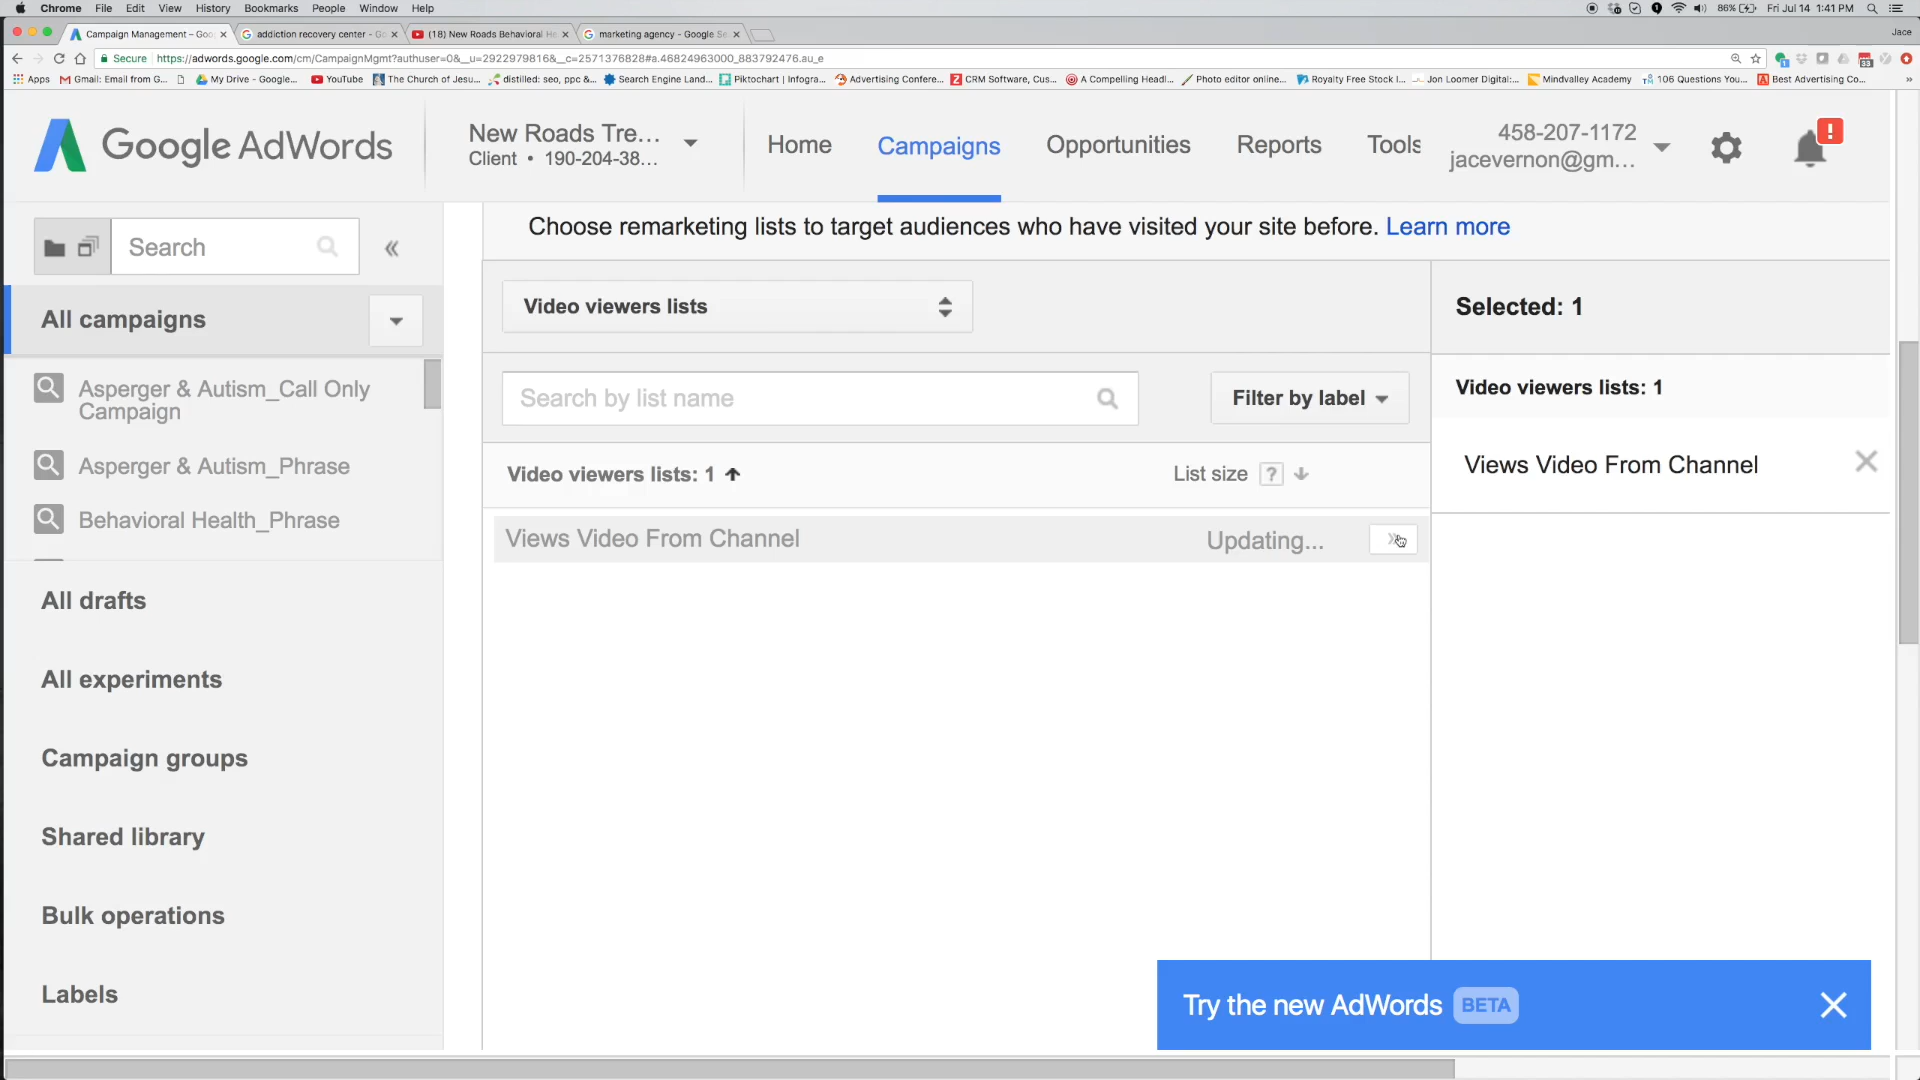 Chrome File Edit View History Bookmarks People Window Help
86% Fri Jul 14 1:41 PM
Campaign Management – Goo
addiction recovery center - Go
(18) New Roads Behavioral He
marketing agency - Google Se
Jace
Secure https://adwords.google.com/cm/CampaignMgmt?authuser=0&__u=2922979816&__c=2571376828#a.46824963000_883792476.au_e
Apps Gmail: Email from G... My Drive - Google... YouTube The Church of Jesu... distilled: seo, ppc &... Search Engine Land... Piktochart | Infogra... Advertising Confere... CRM Software, Cus... A Compelling Headl... Photo editor online... Royalty Free Stock I... Jon Loomer Digital:... Mindvalley Academy 106 Questions You... Best Advertising Co... »
Google AdWords
New Roads Tre...
Client • 190-204-38...
Home
Campaigns
Opportunities
Reports
Tools
458-207-1172
jacevernon@gm...
!
Search
«
All campaigns
Asperger & Autism_Call Only
Campaign
Asperger & Autism_Phrase
Behavioral Health_Phrase
All drafts
All experiments
Campaign groups
Shared library
Bulk operations
Labels
Choose remarketing lists to target audiences who have visited your site before. Learn more
Video viewers lists
Search by list name
Filter by label
Video viewers lists: 1
List size ?
Views Video From Channel
Updating...
Selected: 1
Video viewers lists: 1
Views Video From Channel
Try the new AdWords BETA